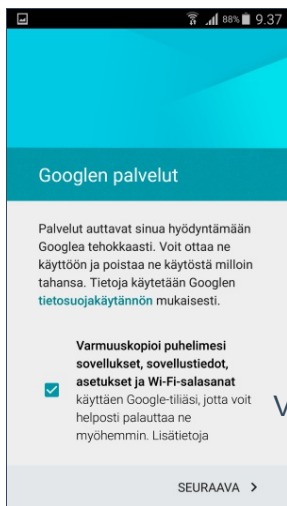 88% 9.37
Googlen palvelut
Palvelut auttavat sinua hyödyntämään
Googlea tehokkaasti. Voit ottaa ne
käyttöön ja poistaa ne käytöstä milloin
tahansa. Tietoja käytetään Googlen
tietosuojakäytännön mukaisesti.
Varmuuskopioi puhelimesi
sovellukset, sovellustiedot,
asetukset ja Wi-Fi-salasanat
käyttäen Google-tiliäsi, jotta voit
helposti palauttaa ne
myöhemmin. Lisätietoja
V
SEURAAVA >